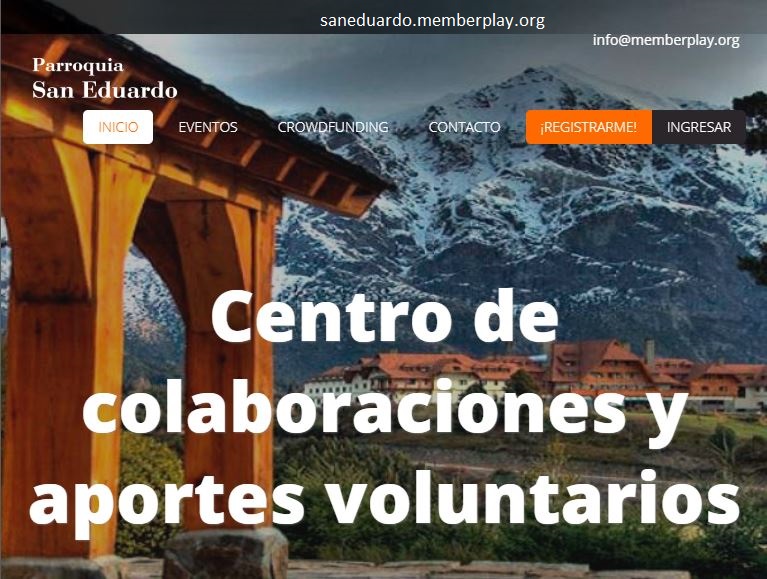 saneduardo.memberplay.org
info@memberplay.org
Parroquia
San Eduardo
INICIO EVENTOS CROWDFUNDING CONTACTO ¡REGISTRARME! INGRESAR
Centro de
colaboraciones y
aportes voluntarios